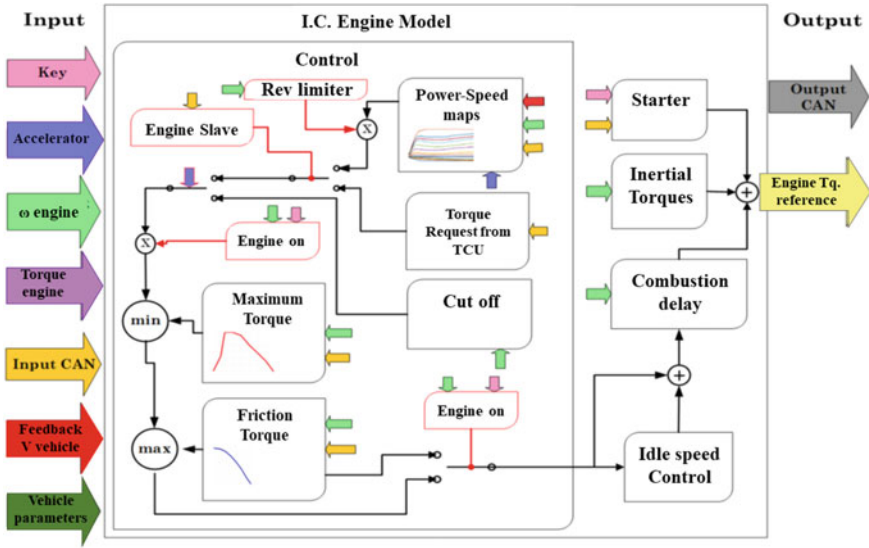 Input
I.C. Engine Model
Output
Control
Key
Accelerator
ω engine
Torque
engine
Input CAN
Feedback
V vehicle
Vehicle
parameters
Rev limiter
Engine Slave
X
Power-Speed
maps
Engine on
X
Torque
Request from
TCU
min
Maximum
Torque
Cut off
max
Friction
Torque
Engine on
Starter
Inertial
Torques
Combustion
delay
Idle speed
Control
+
+
Output
CAN
Engine Tq.
reference